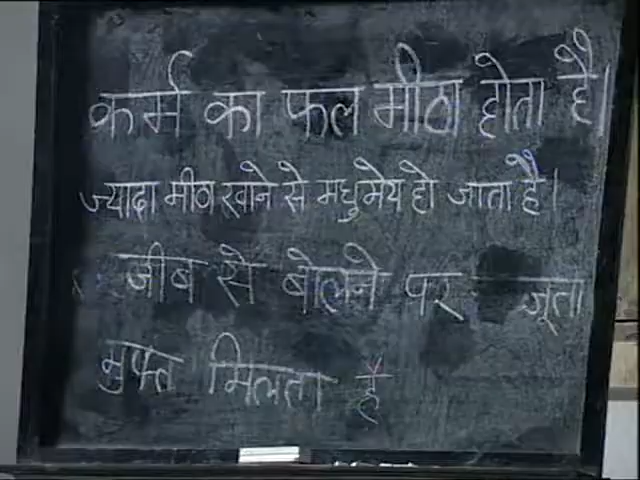 कर्म का फल मीठा होता है।
ज्यादा मीठा खाने से मधुमेय हो जाता है।
जीब से बोलने पर जूता
मुफ्त मिलता है